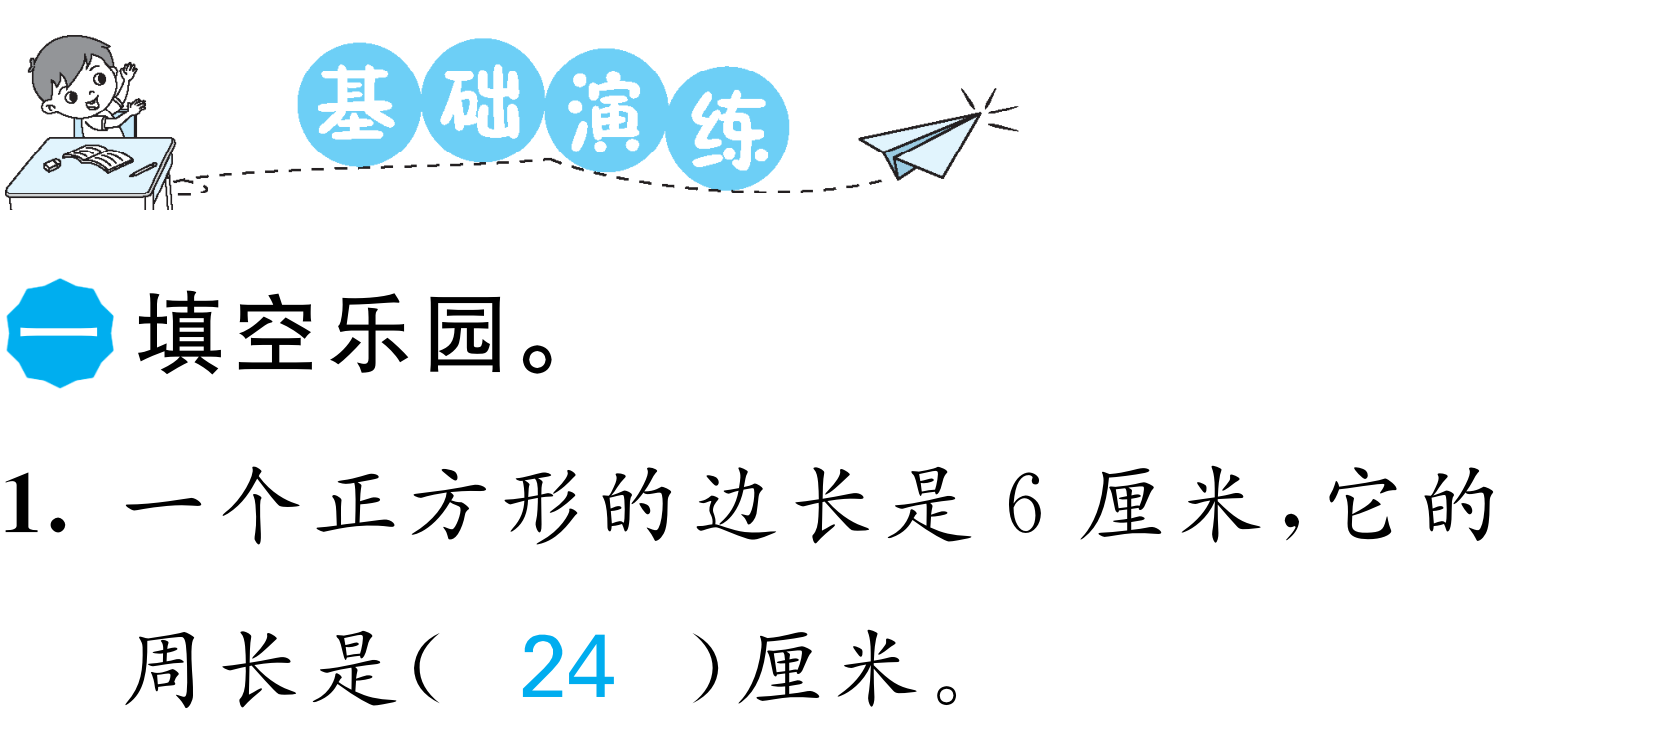 基础演练
一 填空乐园。
1. 一个正方形的边长是 6 厘米,它的
周长是( 24 )厘米。